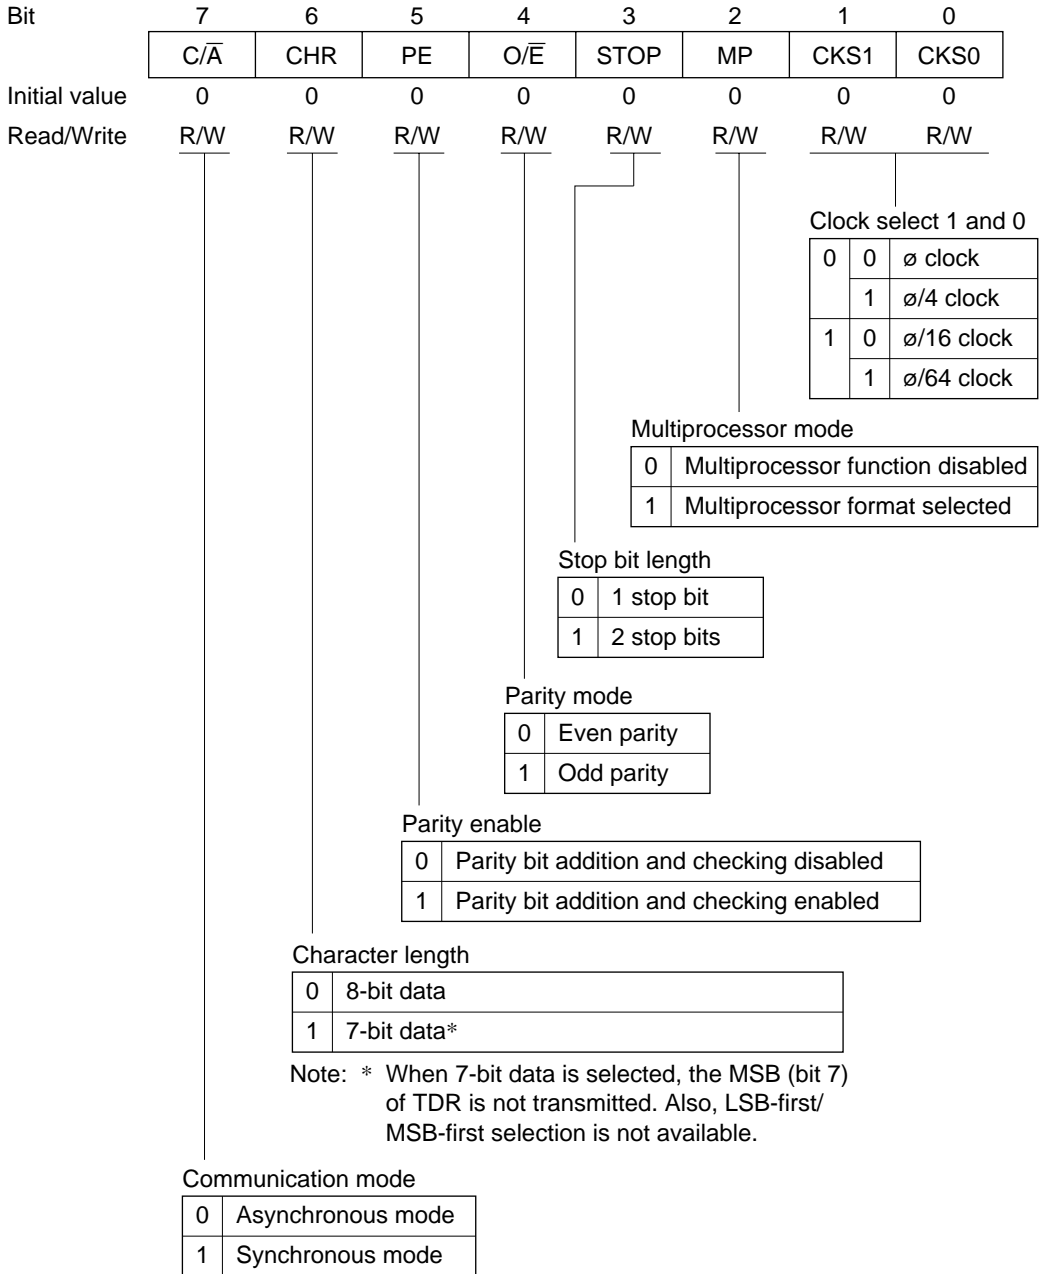 Bit 7 6 5 4 3 2 1 0
C/A̅ CHR PE O/E̅ STOP MP CKS1 CKS0
Initial value 0 0 0 0 0 0 0 0
Read/Write R/W R/W R/W R/W R/W R/W R/W R/W
Clock select 1 and 0
0 0 ø clock
1 ø/4 clock
1 0 ø/16 clock
1 ø/64 clock
Multiprocessor mode
0 Multiprocessor function disabled
1 Multiprocessor format selected
Stop bit length
0 1 stop bit
1 2 stop bits
Parity mode
0 Even parity
1 Odd parity
Parity enable
0 Parity bit addition and checking disabled
1 Parity bit addition and checking enabled
Character length
0 8-bit data
1 7-bit data*
Note: * When 7-bit data is selected, the MSB (bit 7)
of TDR is not transmitted. Also, LSB-first/
MSB-first selection is not available.
Communication mode
0 Asynchronous mode
1 Synchronous mode